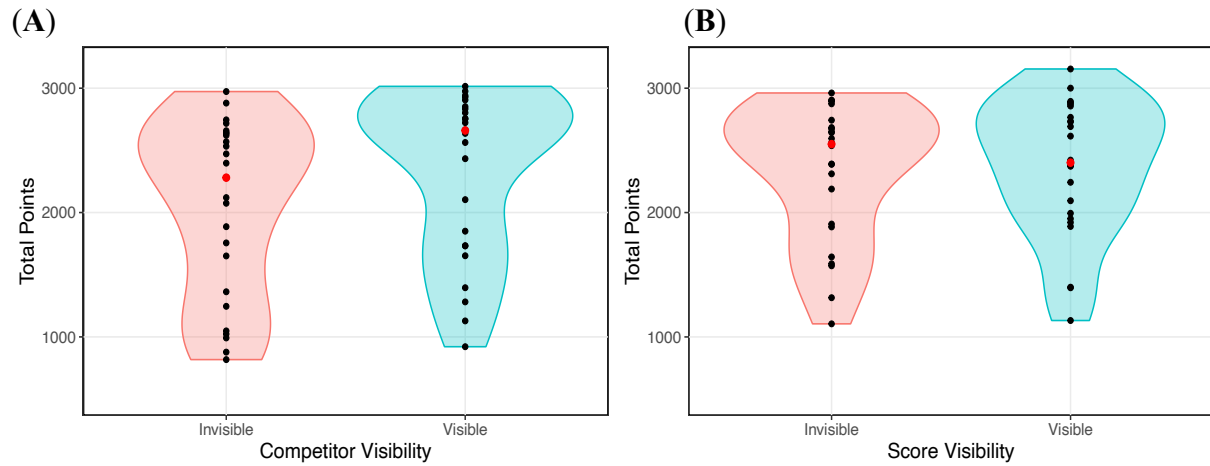 (A)
Total Points
3000
2000
1000
Invisible
Visible
Competitor Visibility
(B)
Total Points
3000
2000
1000
Invisible
Visible
Score Visibility